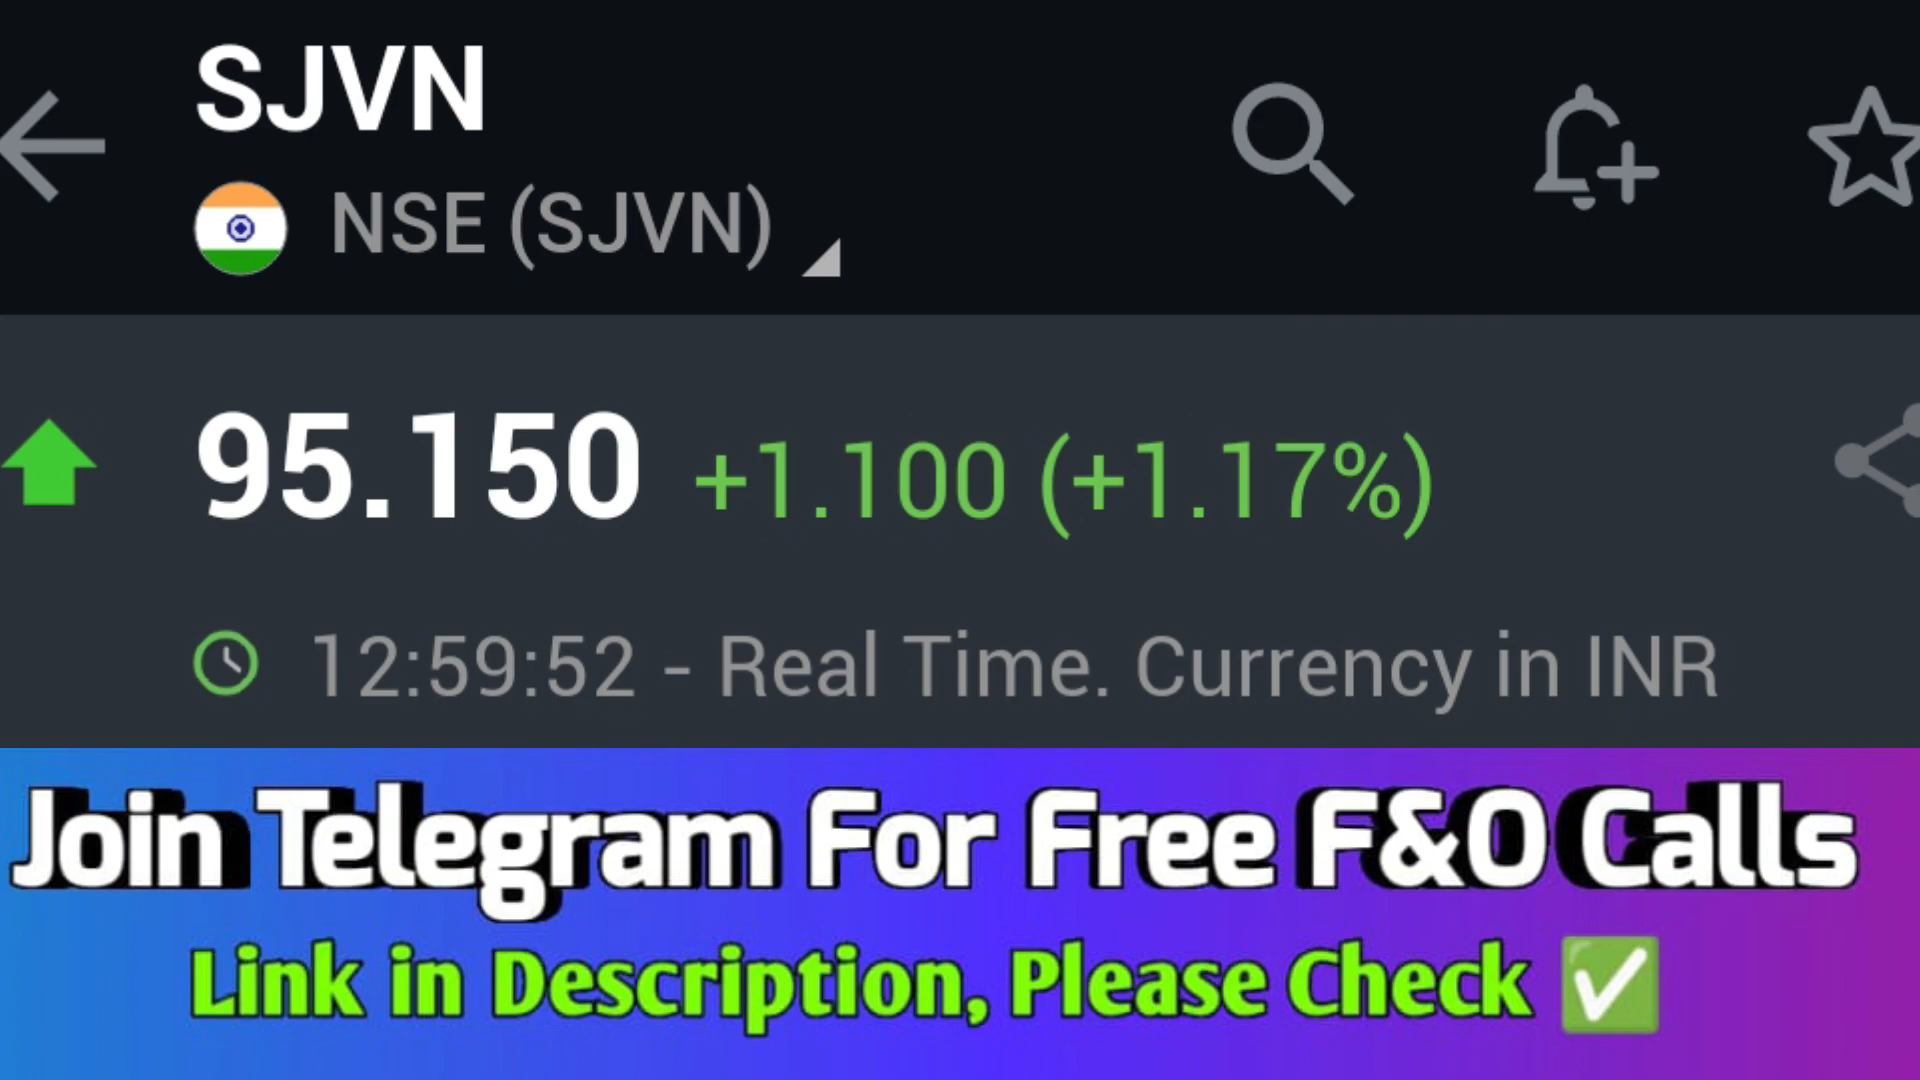 SJVN
NSE (SJVN)
95.150 +1.100 (+1.17%)
12:59:52 - Real Time. Currency in INR
Join Telegram For Free F&O Calls
Link in Description, Please Check ✅